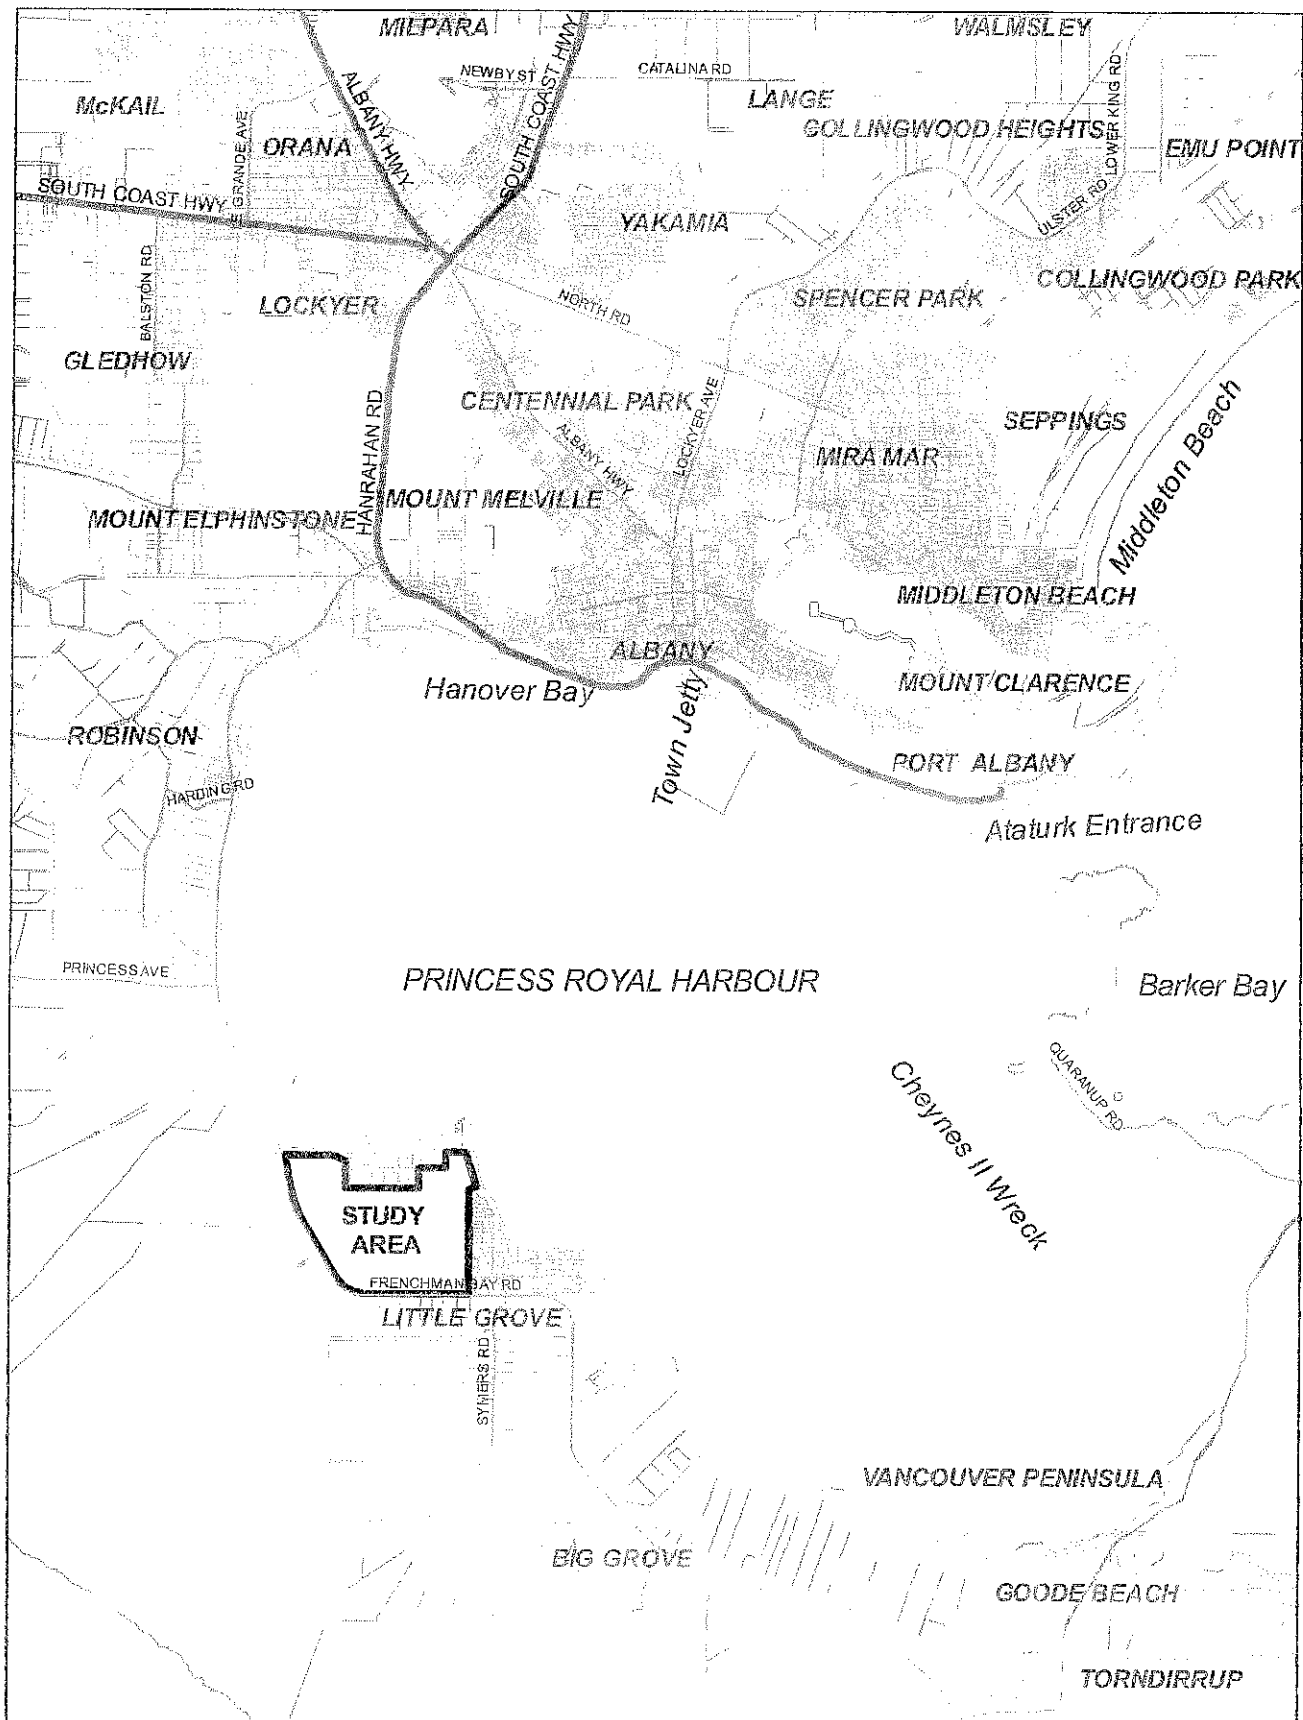 MILPARA
WALMSLEY
SOUTH COAST HWY
ALBANY HWY
NEWBY ST
CATALINA RD
LOWER KING RD
McKAIL
LANGE
COLLINGWOOD HEIGHTS
LE GRANDE AVE
ORANA
EMU POINT
SOUTH COAST HWY
ULSTER RD
YAKAMIA
BALSTON RD
COLLINGWOOD PARK
LOCKYER
NORTH RD
SPENCER PARK
GLEDHOW
HANRAHAN RD
CENTENNIAL PARK
LOCKYER AVE
SEPPINGS
Middleton Beach
ALBANY HWY
MIRA MAR
MOUNT MELVILLE
MOUNT ELPHINSTONE
MIDDLETON BEACH
ALBANY
Hanover Bay
MOUNT CLARENCE
Town Jetty
ROBINSON
PORT ALBANY
HARDING RD
Ataturk Entrance
PRINCESS AVE
PRINCESS ROYAL HARBOUR
Barker Bay
QUARANUP RD
Cheynes II Wreck
STUDY
AREA
FRENCHMAN BAY RD
LITTLE GROVE
SYMERS RD
VANCOUVER PENINSULA
BIG GROVE
GOODE BEACH
TORNDIRRUP